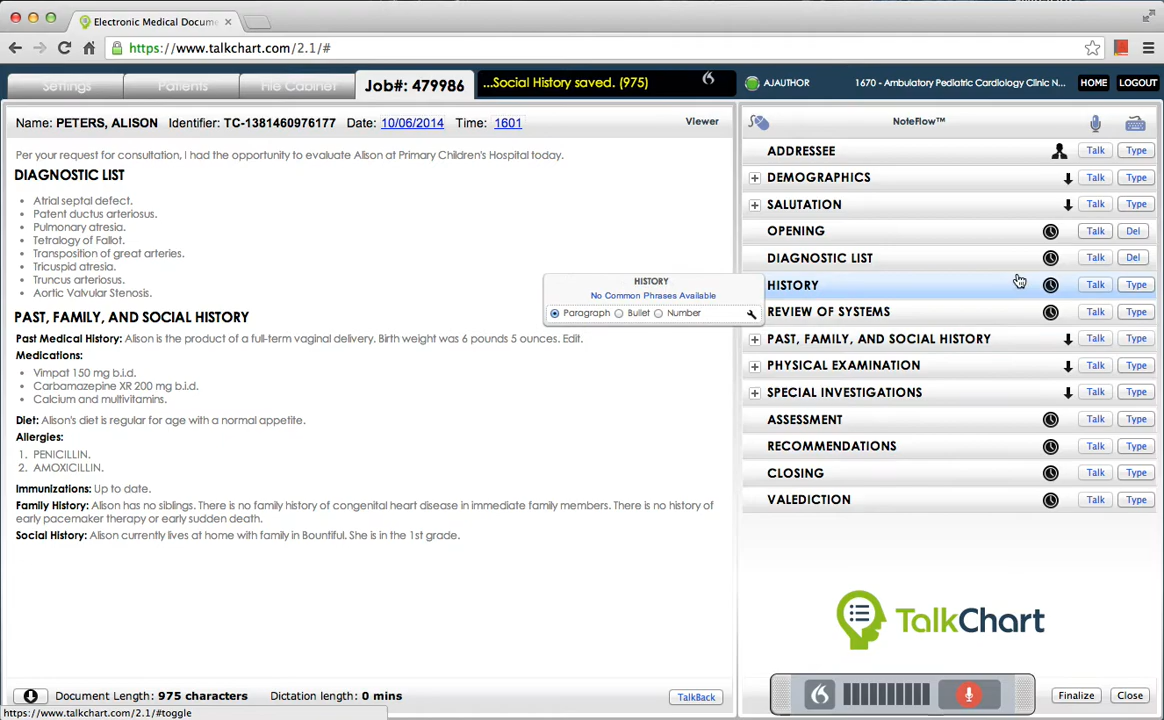 Electronic Medical Docume
https://www.talkchart.com/2.1/#
Settings
Patients
File Cabinet
Job#: 479986
...Social History saved. (975)
AJAUTHOR
1670 - Ambulatory Pediatric Cardiology Clinic N...
HOME
LOGOUT
Name: PETERS, ALISON Identifier: TC-1381460976177 Date: 10/06/2014 Time: 1601
Viewer
Per your request for consultation, I had the opportunity to evaluate Alison at Primary Children's Hospital today.
DIAGNOSTIC LIST
• Atrial septal defect.
• Patent ductus arteriosus.
• Pulmonary atresia.
• Tetralogy of Fallot.
• Transposition of great arteries.
• Tricuspid atresia.
• Truncus arteriosus.
• Aortic Valvular Stenosis.
PAST, FAMILY, AND SOCIAL HISTORY
Past Medical History: Alison is the product of a full-term vaginal delivery. Birth weight was 6 pounds 5 ounces. Edit.
Medications:
• Vimpat 150 mg b.i.d.
• Carbamazepine XR 200 mg b.i.d.
• Calcium and multivitamins.
Diet: Alison's diet is regular for age with a normal appetite.
Allergies:
1. PENICILLIN.
2. AMOXICILLIN.
Immunizations: Up to date.
Family History: Alison has no siblings. There is no family history of congenital heart disease in immediate family members. There is no history of
early pacemaker therapy or early sudden death.
Social History: Alison currently lives at home with family in Bountiful. She is in the 1st grade.
HISTORY
No Common Phrases Available
Paragraph Bullet Number
NoteFlow™
ADDRESSEE Talk Type
DEMOGRAPHICS Talk Type
SALUTATION Talk Type
OPENING Talk Del
DIAGNOSTIC LIST Talk Del
HISTORY Talk Type
REVIEW OF SYSTEMS Talk Type
PAST, FAMILY, AND SOCIAL HISTORY Talk Type
PHYSICAL EXAMINATION Talk Type
SPECIAL INVESTIGATIONS Talk Type
ASSESSMENT Talk Type
RECOMMENDATIONS Talk Type
CLOSING Talk Type
VALEDICTION Talk Type
TalkChart
Document Length: 975 characters Dictation length: 0 mins
TalkBack
Finalize
Close
https://www.talkchart.com/2.1/#toggle